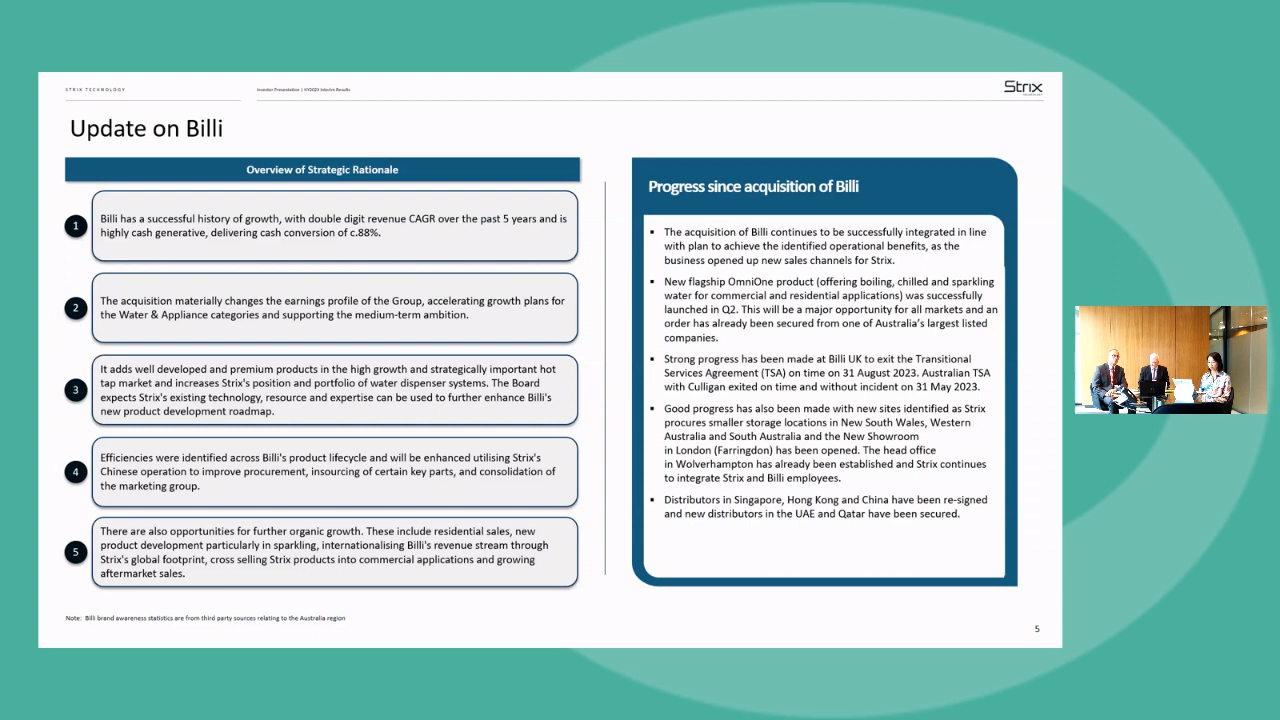 STRIX TECHNOLOGY
Investor Presentation | HY2023 Interim Results
Strix
TECHNOLOGY
Update on Billi
Overview of Strategic Rationale
1
Billi has a successful history of growth, with double digit revenue CAGR over the past 5 years and is
highly cash generative, delivering cash conversion of c.88%.
2
The acquisition materially changes the earnings profile of the Group, accelerating growth plans for
the Water & Appliance categories and supporting the medium-term ambition.
3
It adds well developed and premium products in the high growth and strategically important hot
tap market and increases Strix's position and portfolio of water dispenser systems. The Board
expects Strix's existing technology, resource and expertise can be used to further enhance Billi's
new product development roadmap.
4
Efficiencies were identified across Billi's product lifecycle and will be enhanced utilising Strix's
Chinese operation to improve procurement, insourcing of certain key parts, and consolidation of
the marketing group.
5
There are also opportunities for further organic growth. These include residential sales, new
product development particularly in sparkling, internationalising Billi's revenue stream through
Strix's global footprint, cross selling Strix products into commercial applications and growing
aftermarket sales.
Progress since acquisition of Billi
▪ The acquisition of Billi continues to be successfully integrated in line
with plan to achieve the identified operational benefits, as the
business opened up new sales channels for Strix.
▪ New flagship OmniOne product (offering boiling, chilled and sparkling
water for commercial and residential applications) was successfully
launched in Q2. This will be a major opportunity for all markets and an
order has already been secured from one of Australia's largest listed
companies.
▪ Strong progress has been made at Billi UK to exit the Transitional
Services Agreement (TSA) on time on 31 August 2023. Australian TSA
with Culligan exited on time and without incident on 31 May 2023.
▪ Good progress has also been made with new sites identified as Strix
procures smaller storage locations in New South Wales, Western
Australia and South Australia and the New Showroom
in London (Farringdon) has been opened. The head office
in Wolverhampton has already been established and Strix continues
to integrate Strix and Billi employees.
▪ Distributors in Singapore, Hong Kong and China have been re-signed
and new distributors in the UAE and Qatar have been secured.
Note: Billi brand awareness statistics are from third party sources relating to the Australia region
5